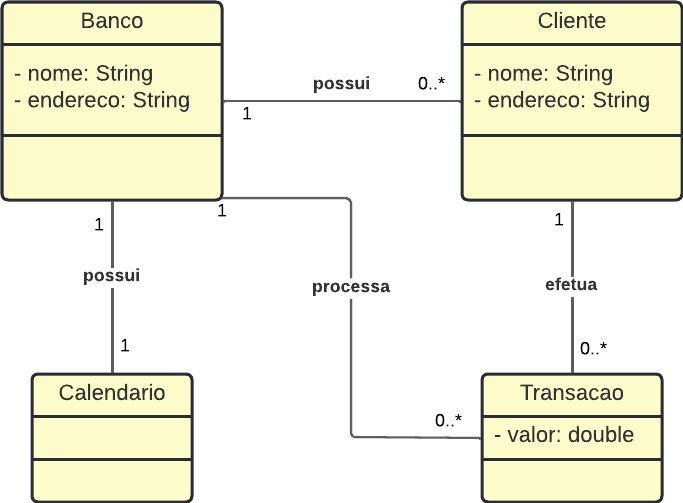 Banco
- nome: String
- endereco: String
possui
0..*
1
Cliente
- nome: String
- endereco: String
1
possui
1
1
processa
0..*
1
efetua
0..*
Calendario
Transacao
- valor: double